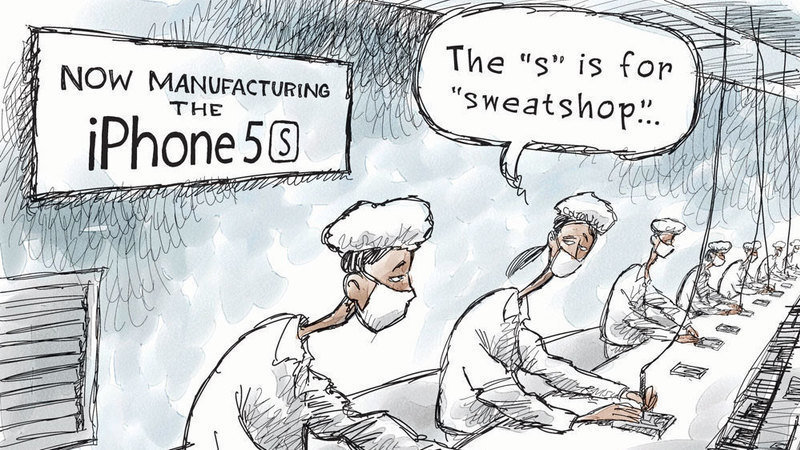 NOW MANUFACTURING
THE
iPhone 5S
The "s" is for
"sweatshop"...